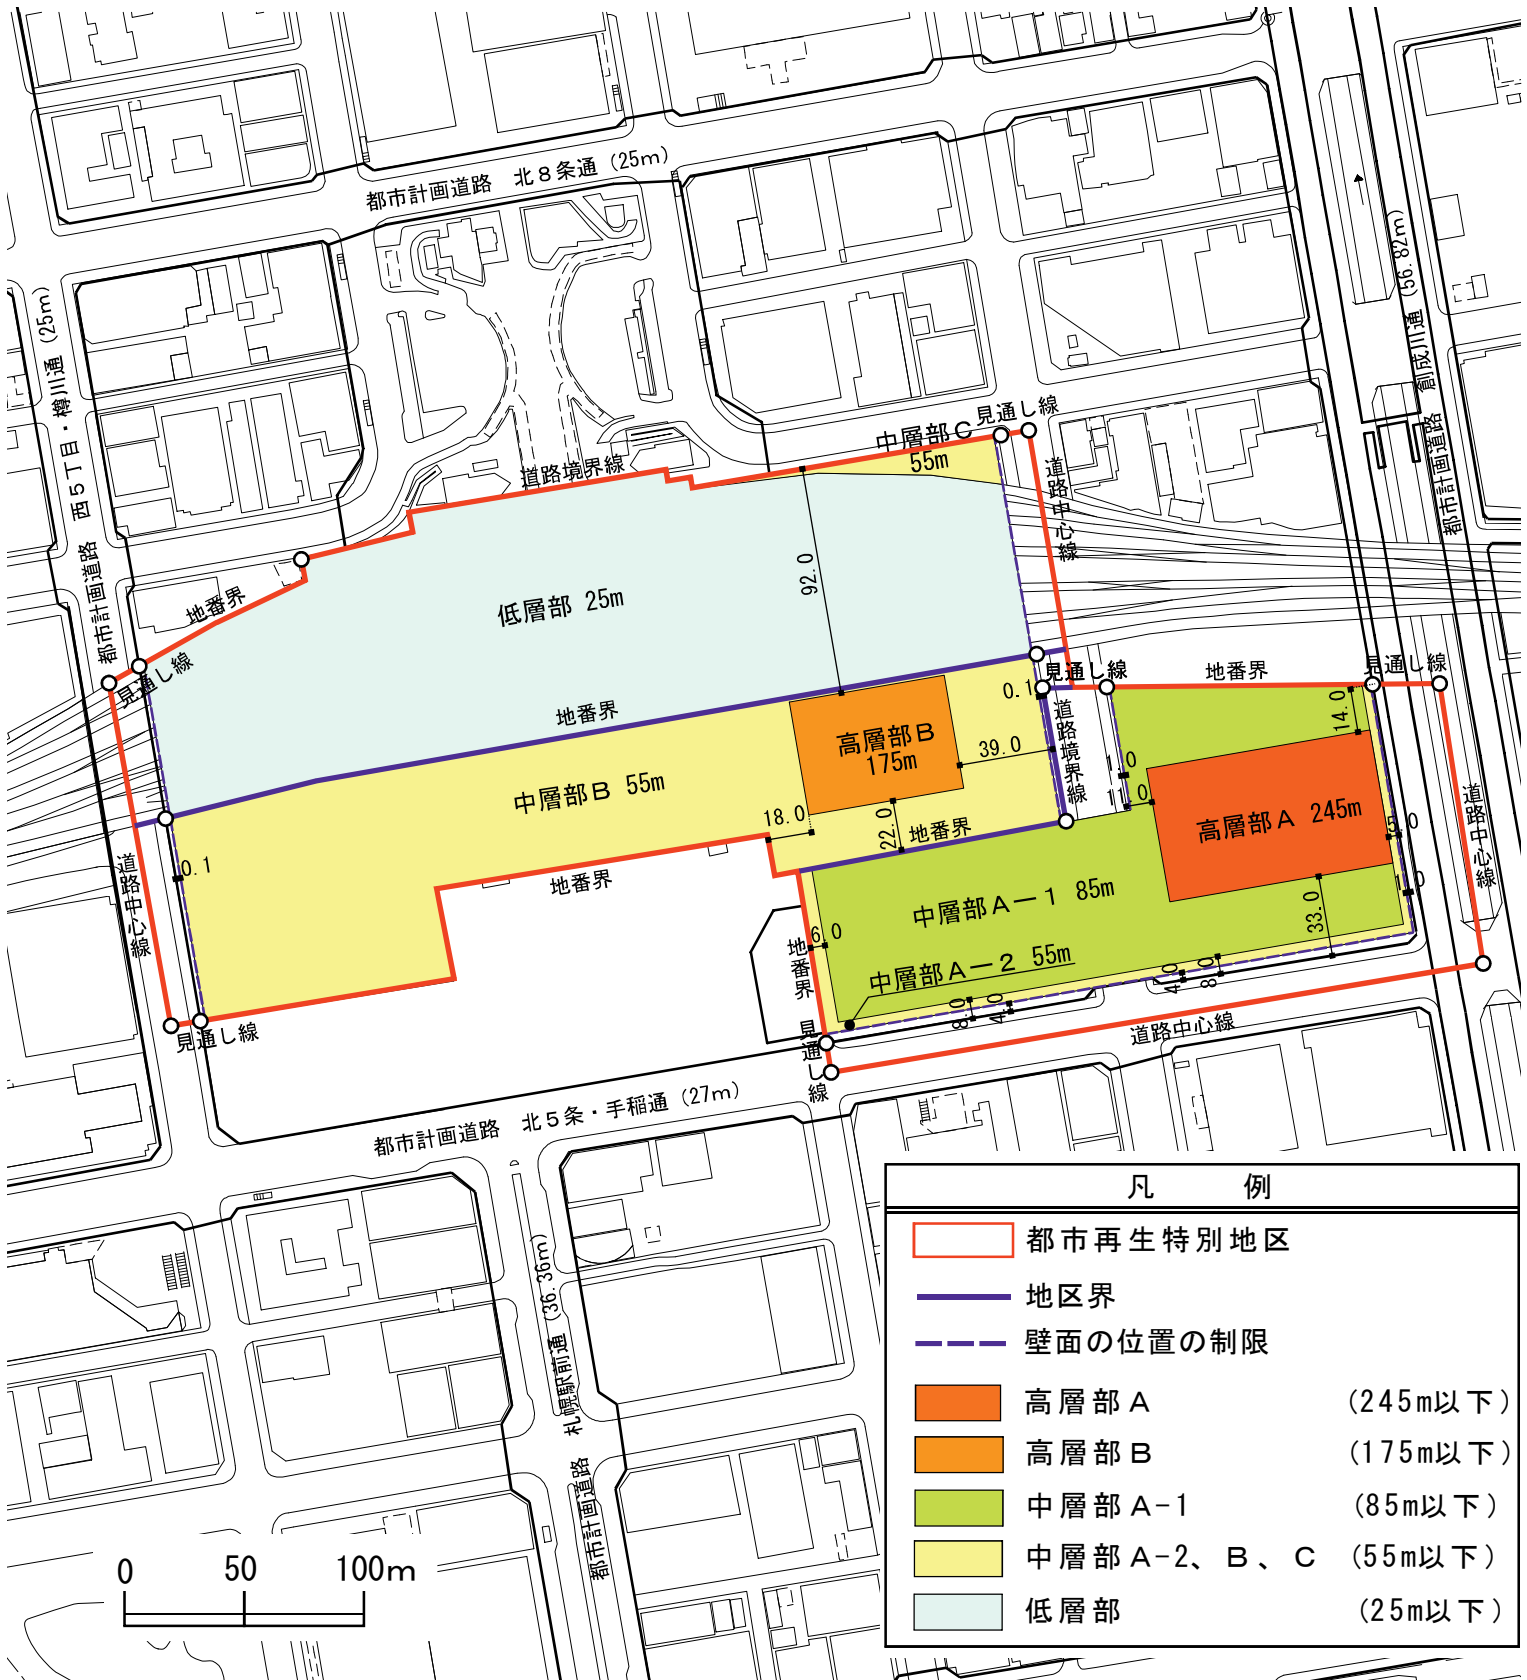 都市計画道路 北8条通 (25m)
都市計画道路 西5丁目・樽川通 (25m)
都市計画道路 創成川通 (56.82m)
中層部C
55m
見通し線
道路境界線
道路中心線
92.0
地番界
低層部 25m
見通し線
地番界
0.1
見通し線
地番界
見通し線
14.0
高層部B
175m
39.0
道路境界線
中層部B 55m
1.0
11.0
高層部A 245m
5.0
道路中心線
18.0
22.0
地番界
0.1
道路中心線
地番界
中層部A－1 85m
1.0
33.0
6.0
地番界
中層部A－2 55m
4.0
8.0
8.0
4.0
見通し線
見通し線
道路中心線
都市計画道路 北5条・手稲通 (27m)
都市計画道路 札幌駅前通 (36.36m)
凡 例
都市再生特別地区
地区界
壁面の位置の制限
高層部A (245m以下)
高層部B (175m以下)
中層部A-1 (85m以下)
中層部A-2、B、C (55m以下)
低層部 (25m以下)
0 50 100m